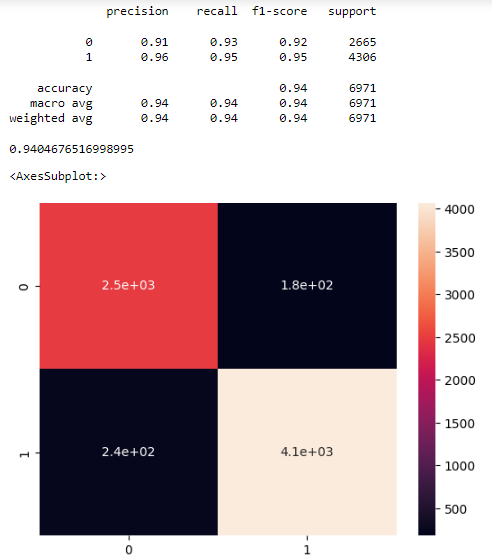 precision recall f1-score support
0 0.91 0.93 0.92 2665
1 0.96 0.95 0.95 4306
accuracy 0.94 6971
macro avg 0.94 0.94 0.94 6971
weighted avg 0.94 0.94 0.94 6971
0.9404676516998995
<AxesSubplot:>
4000
3500
0 2.5e+03 1.8e+02 3000
2500
2000
1500
1 2.4e+02 4.1e+03 1000
500
0 1